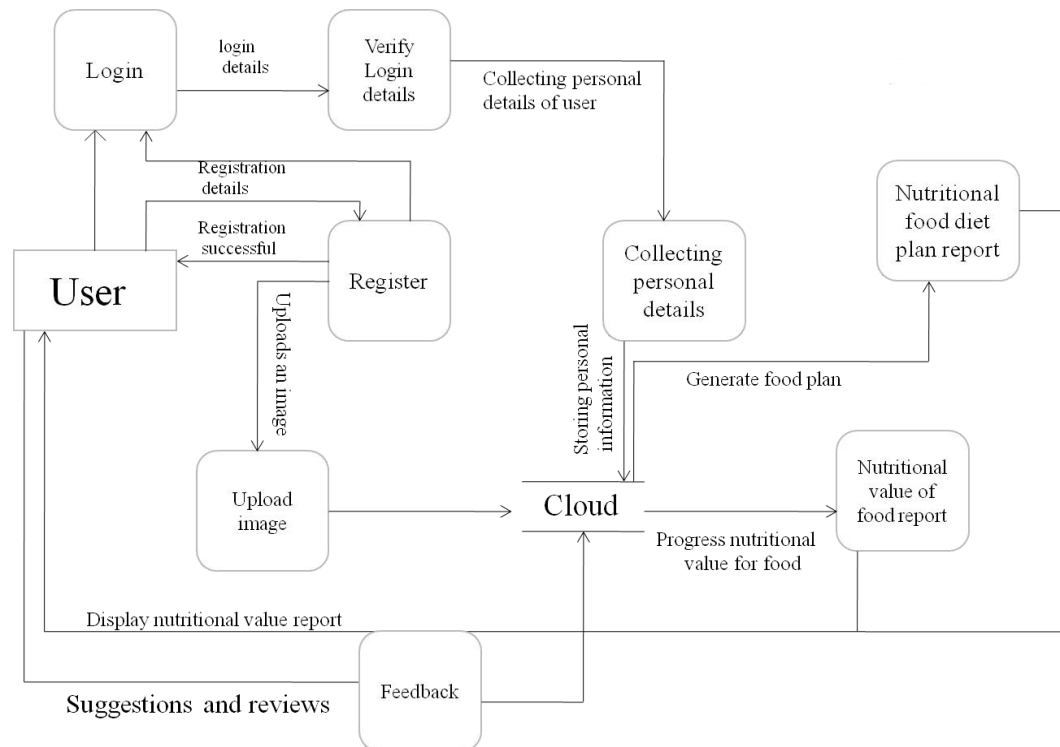 Login
login
details
Verify
Login
details
Collecting personal
details of user
Registration
details
Registration
successful
User
Register
Uploads an image
Collecting
personal
details
Nutritional
food diet
plan report
Storing personal
information
Generate food plan
Upload
image
Cloud
Nutritional
value of
food report
Progress nutritional
value for food
Display nutritional value report
Feedback
Suggestions and reviews